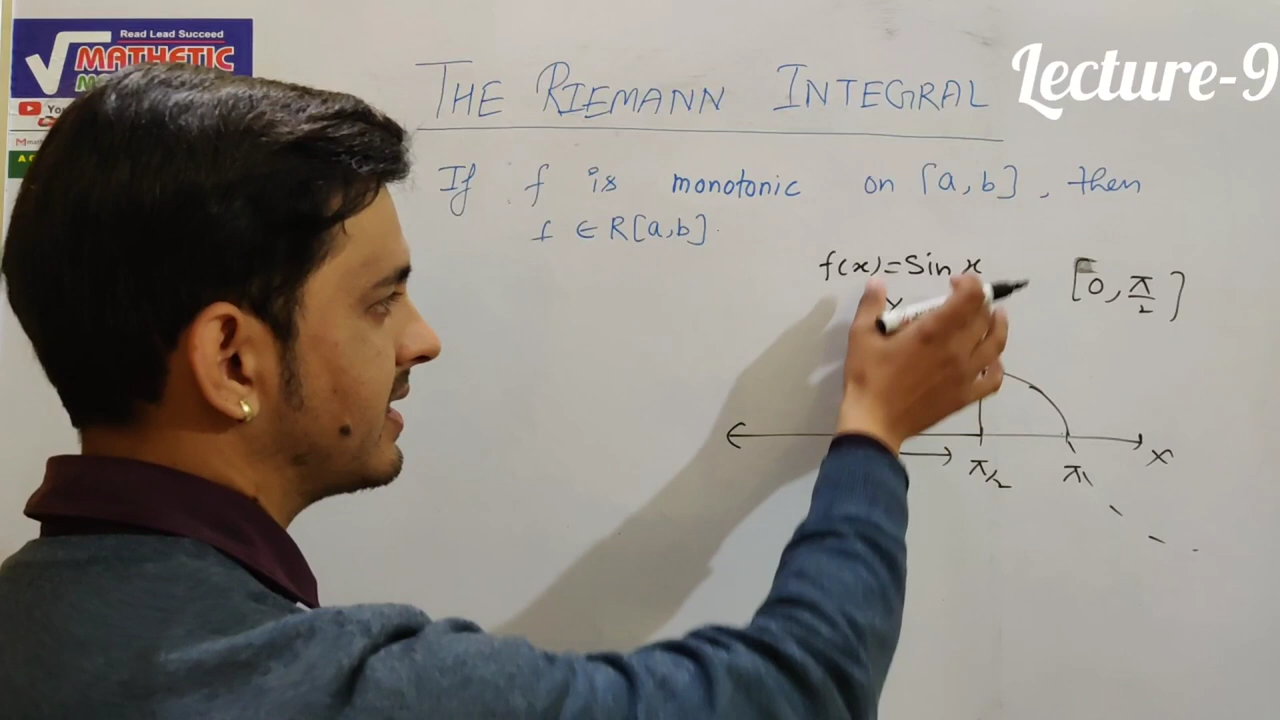 Read Lead Succeed
MATHETIC
THE RIEMANN INTEGRAL
Lecture-9
If f is monotonic on [a,b], then
f ∈ R[a,b].
f(x)=Sin x
[0, π/2]
Y
X
π/2
π